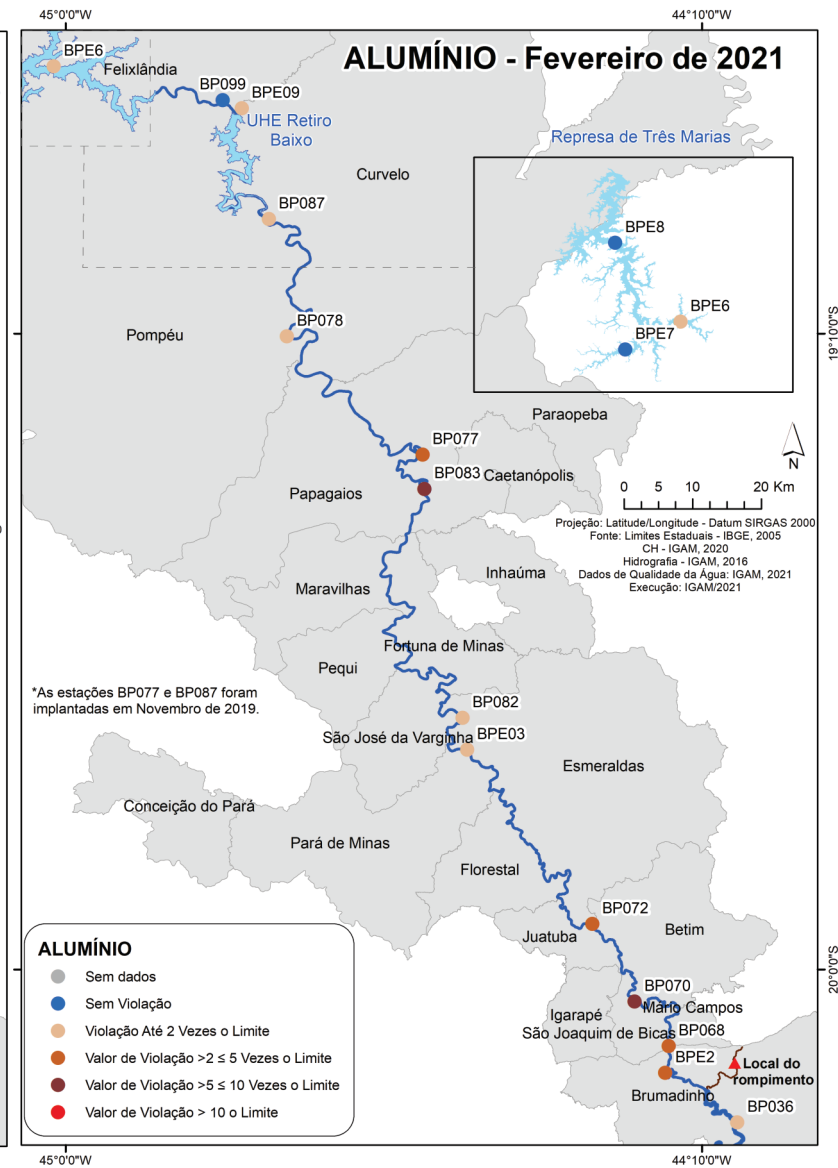 45°0'0"W
44°10'0"W
ALUMÍNIO - Fevereiro de 2021
BPE6
Felixlândia
BP099
BPE09
UHE Retiro
Baixo
Represa de Três Marias
Curvelo
BPE8
BPE6
BPE7
BP087
BP078
Pompéu
19°10'0"S
Paraopeba
BP077
BP083
Caetanópolis
Papagaios
N
0 5 10 20 Km
Projeção: Latitude/Longitude - Datum SIRGAS 2000
Fonte: Limites Estaduais - IBGE, 2005
CH - IGAM, 2020
Hidrografia - IGAM, 2016
Dados de Qualidade da Água: IGAM, 2021
Execução: IGAM/2021
Inhaúma
Maravilhas
Fortuna de Minas
Pequi
*As estações BP077 e BP087 foram
implantadas em Novembro de 2019.
BP082
São José da Varginha
BPE03
Esmeraldas
Conceição do Pará
Pará de Minas
Florestal
BP072
Juatuba
Betim
20°0'0"S
BP070
Mário Campos
Igarapé
São Joaquim de Bicas
BP068
BPE2
Local do
rompimento
Brumadinho
BP036
ALUMÍNIO
Sem dados
Sem Violação
Violação Até 2 Vezes o Limite
Valor de Violação >2 ≤ 5 Vezes o Limite
Valor de Violação >5 ≤ 10 Vezes o Limite
Valor de Violação > 10 o Limite
45°0'0"W
44°10'0"W